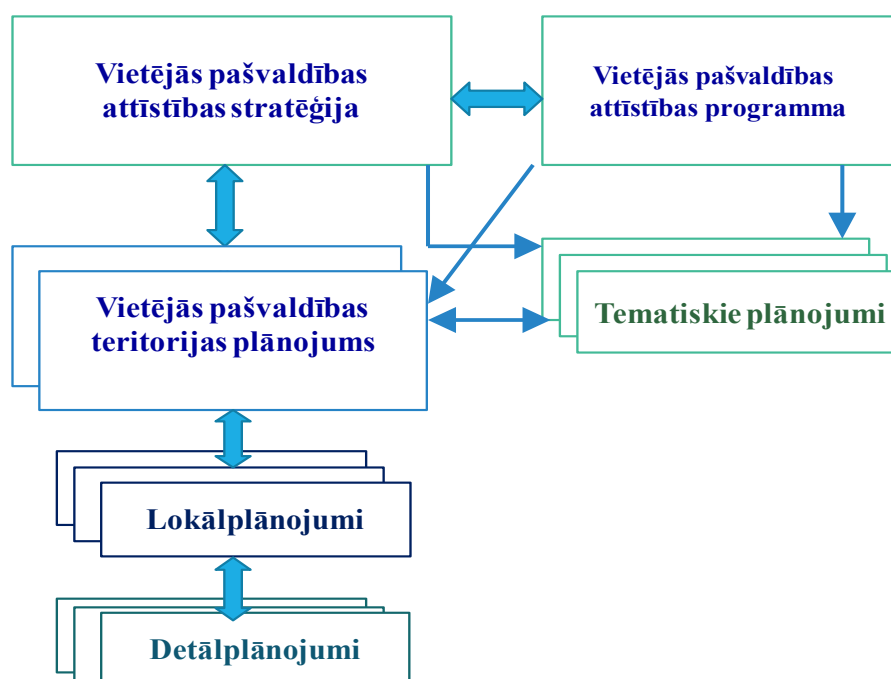 Vietējās pašvaldības
attīstības stratēģija
Vietējās pašvaldības
attīstības programma
Vietējās pašvaldības
teritorijas plānojums
Tematiskie plānojumi
Lokālplānojumi
Detālplānojumi